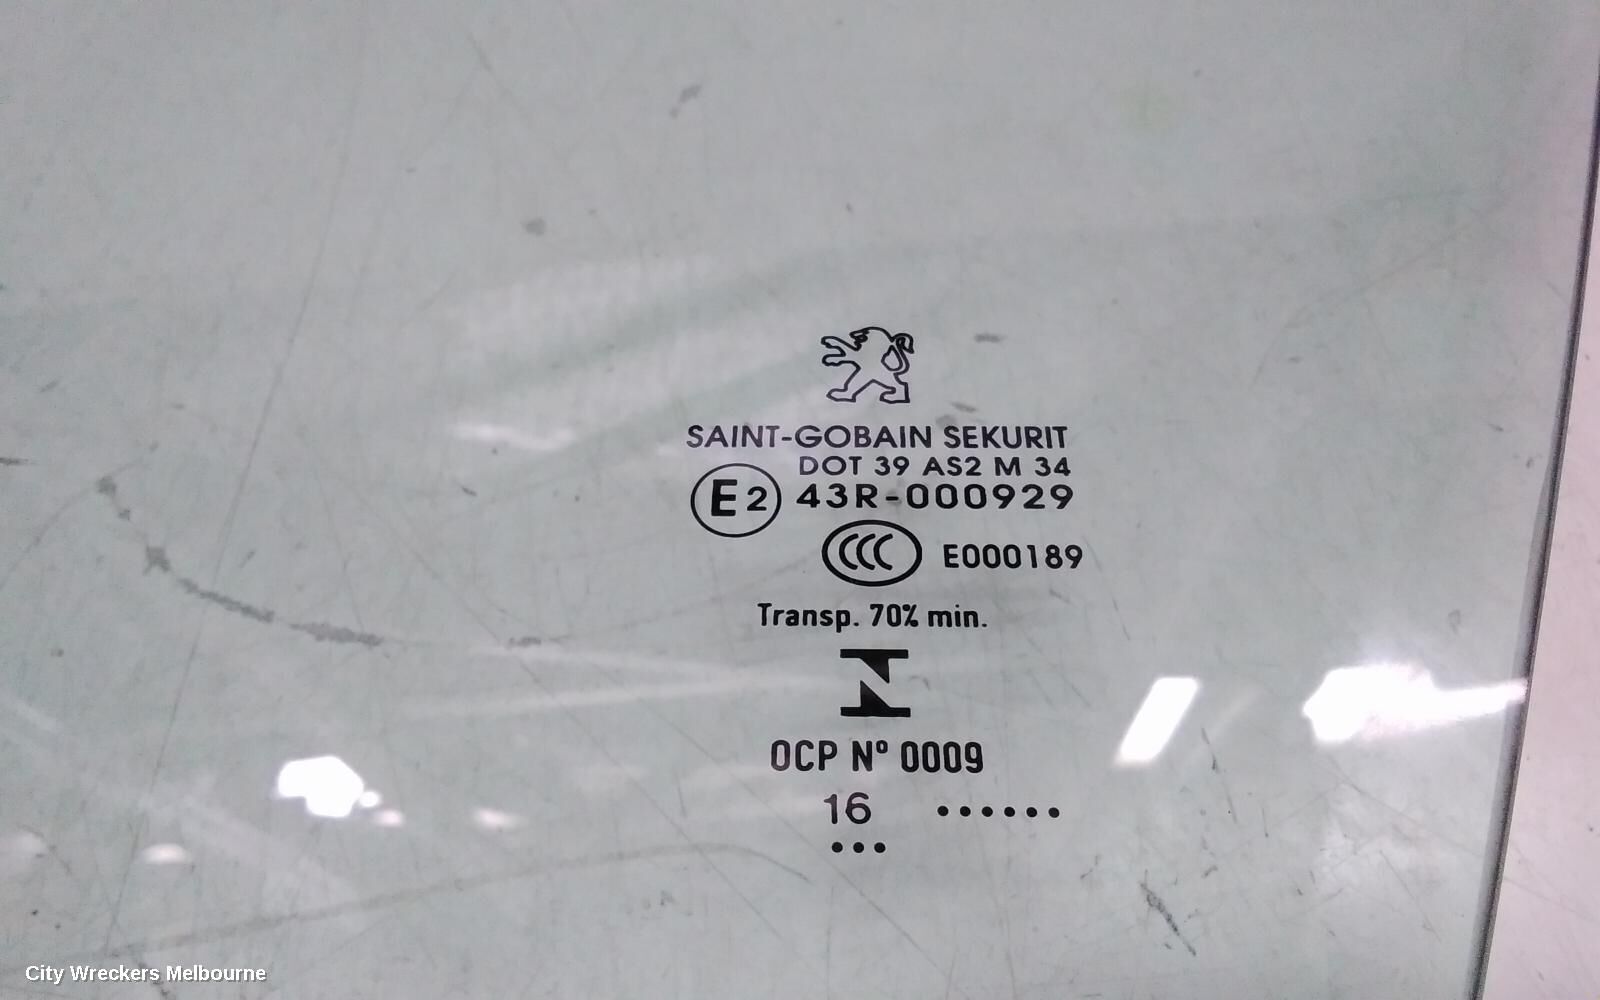 SAINT-GOBAIN SEKURIT
DOT 39 AS2 M 34
E2 43R-000929
CCC E000189
Transp. 70% min.
OCP Nº 0009
16 ......
...
City Wreckers Melbourne